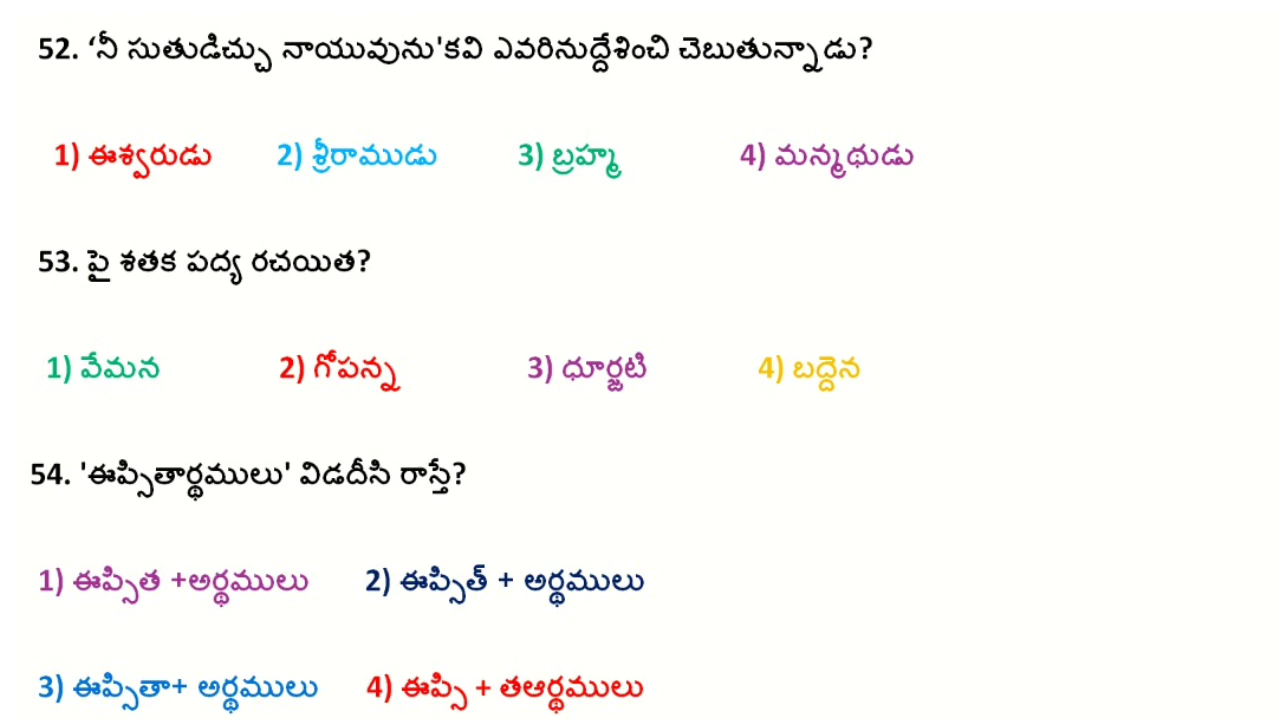 52. ‘నీ సుతుడిచ్చు నాయువును'కవి ఎవరినుద్దేశించి చెబుతున్నాడు?
1) ఈశ్వరుడు 2) శ్రీరాముడు 3) బ్రహ్మ 4) మన్మథుడు
53. పై శతక పద్య రచయిత?
1) వేమన 2) గోపన్న 3) ధూర్జటి 4) బద్దెన
54. 'ఈప్సితార్థములు' విడదీసి రాస్తే?
1) ఈప్సిత +అర్థములు 2) ఈప్సిత్ + అర్థములు
3) ఈప్సితా+ అర్థములు 4) ఈప్సి + తఆర్థములు